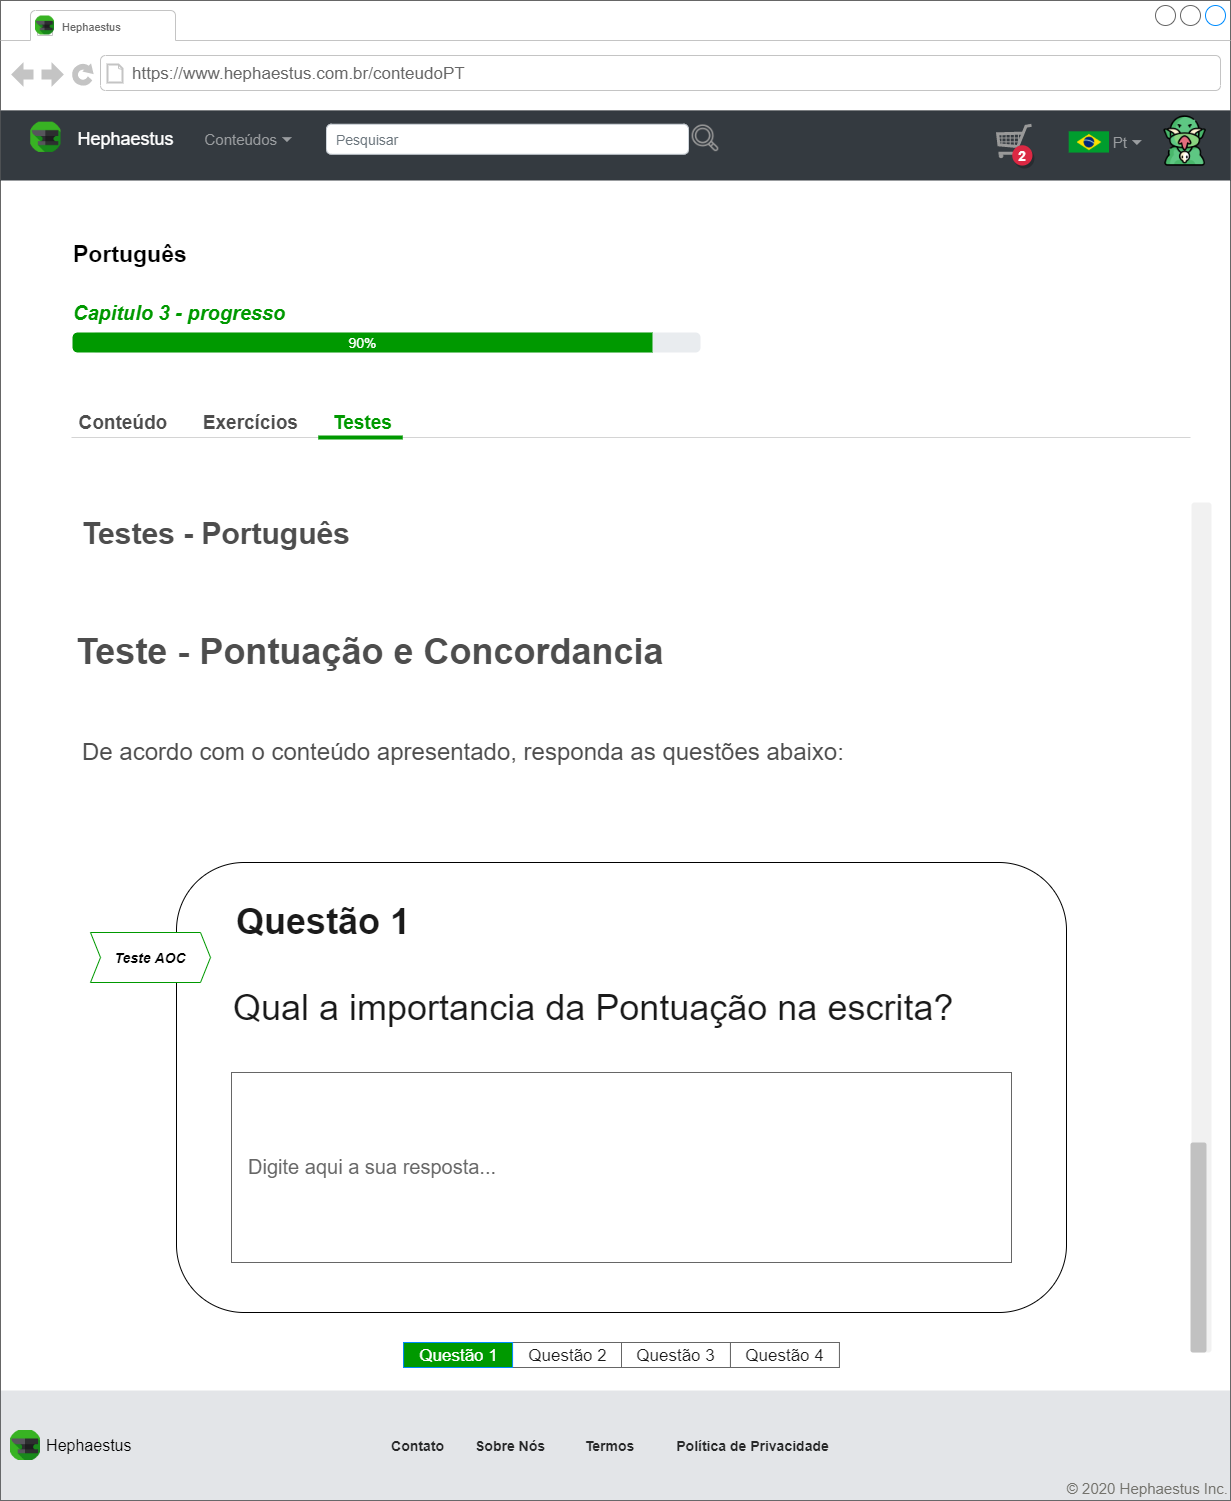 Hephaestus
https://www.hephaestus.com.br/conteudoPT
Hephaestus Conteúdos Pesquisar 2 Pt
Português
Capitulo 3 - progresso
90%
Conteúdo Exercícios Testes
Testes - Português
Teste - Pontuação e Concordancia
De acordo com o conteúdo apresentado, responda as questões abaixo:
Questão 1
Teste AOC
Qual a importancia da Pontuação na escrita?
Digite aqui a sua resposta...
Questão 1 Questão 2 Questão 3 Questão 4
Hephaestus Contato Sobre Nós Termos Política de Privacidade
© 2020 Hephaestus Inc.